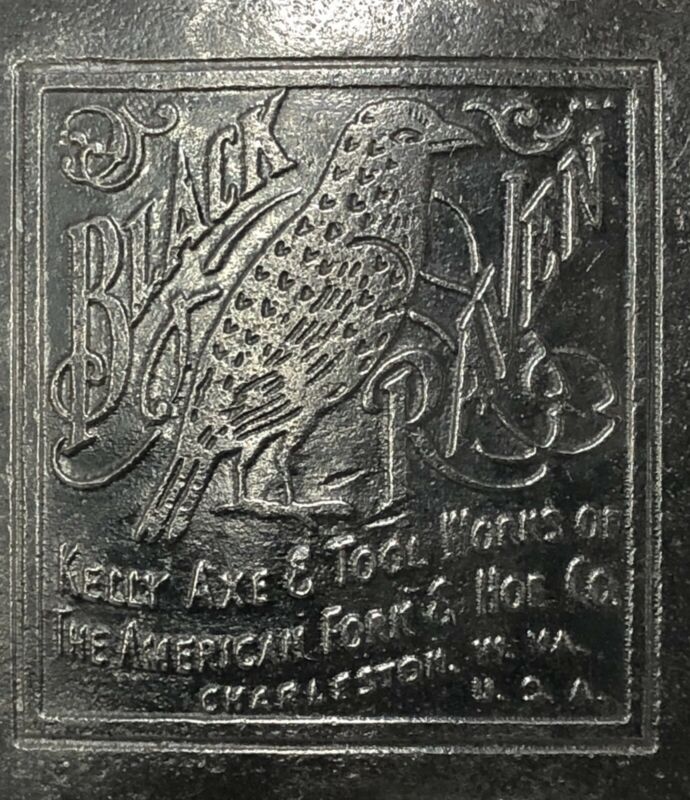 BLACK
RAVEN
KELLY AXE & TOOL WORKS OF
THE AMERICAN FORK & HOE CO.
CHARLESTON. W. VA
U. S. A.